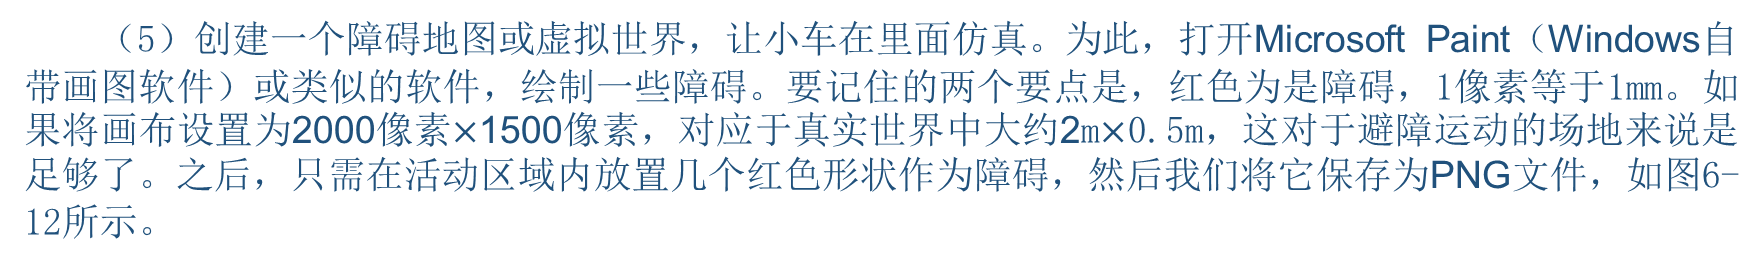 （5）创建一个障碍地图或虚拟世界，让小车在里面仿真。为此，打开Microsoft Paint（Windows自
带画图软件）或类似的软件，绘制一些障碍。要记住的两个要点是，红色为是障碍，1像素等于1mm。如
果将画布设置为2000像素×1500像素，对应于真实世界中大约2m×0.5m，这对于避障运动的场地来说是
足够了。之后，只需在活动区域内放置几个红色形状作为障碍，然后我们将它保存为PNG文件，如图6-
12所示。